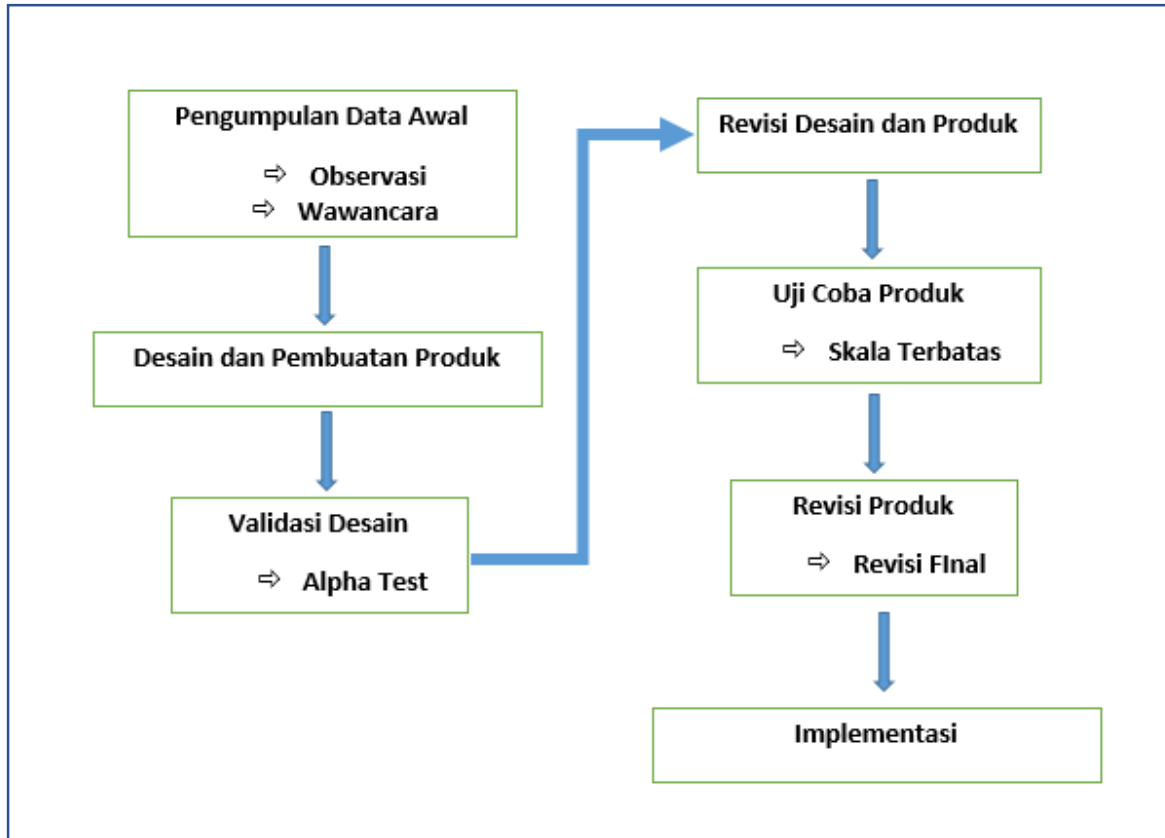 Pengumpulan Data Awal
⇨ Observasi
⇨ Wawancara
Desain dan Pembuatan Produk
Validasi Desain
⇨ Alpha Test
Revisi Desain dan Produk
Uji Coba Produk
⇨ Skala Terbatas
Revisi Produk
⇨ Revisi FInal
Implementasi